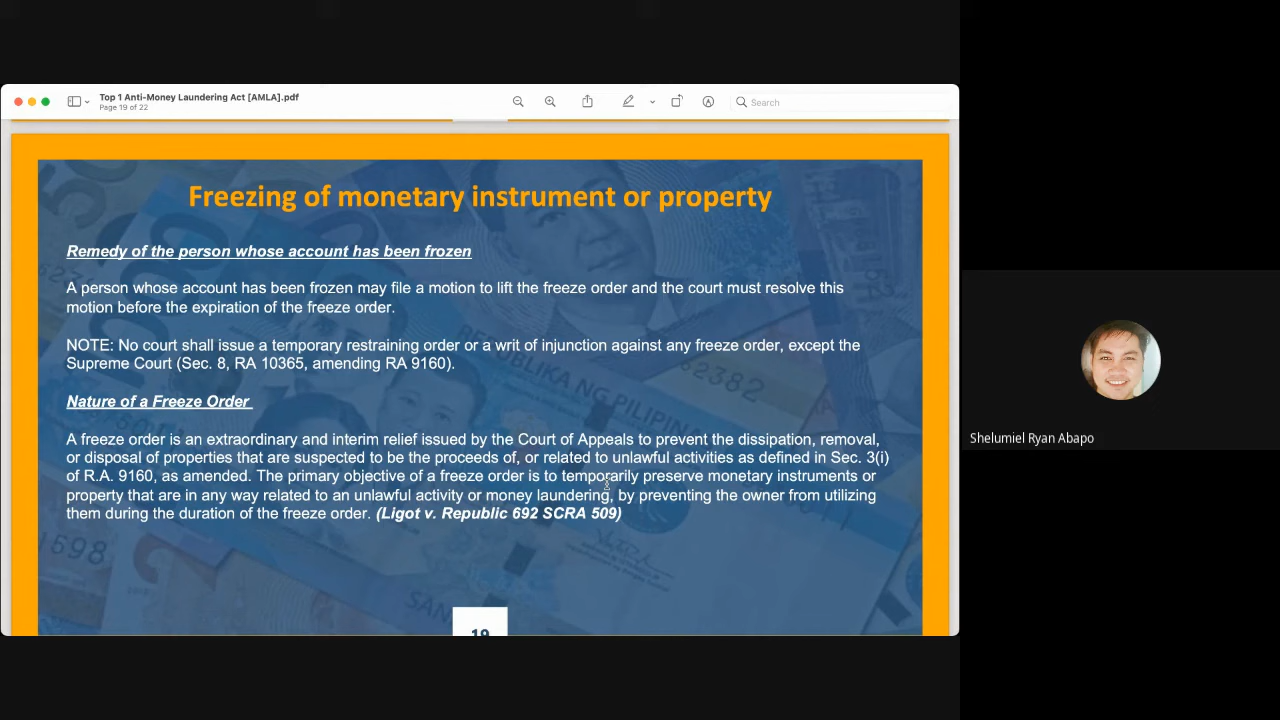 Top 1 Anti-Money Laundering Act [AMLA].pdf
Page 19 of 22
Search
Freezing of monetary instrument or property
Remedy of the person whose account has been frozen
A person whose account has been frozen may file a motion to lift the freeze order and the court must resolve this
motion before the expiration of the freeze order.
NOTE: No court shall issue a temporary restraining order or a writ of injunction against any freeze order, except the
Supreme Court (Sec. 8, RA 10365, amending RA 9160).
Nature of a Freeze Order
A freeze order is an extraordinary and interim relief issued by the Court of Appeals to prevent the dissipation, removal,
or disposal of properties that are suspected to be the proceeds of, or related to unlawful activities as defined in Sec. 3(i)
of R.A. 9160, as amended. The primary objective of a freeze order is to temporarily preserve monetary instruments or
property that are in any way related to an unlawful activity or money laundering, by preventing the owner from utilizing
them during the duration of the freeze order. (Ligot v. Republic 692 SCRA 509)
REPUBLIKA NG PILIPINAS
62382
1598
19
Shelumiel Ryan Abapo